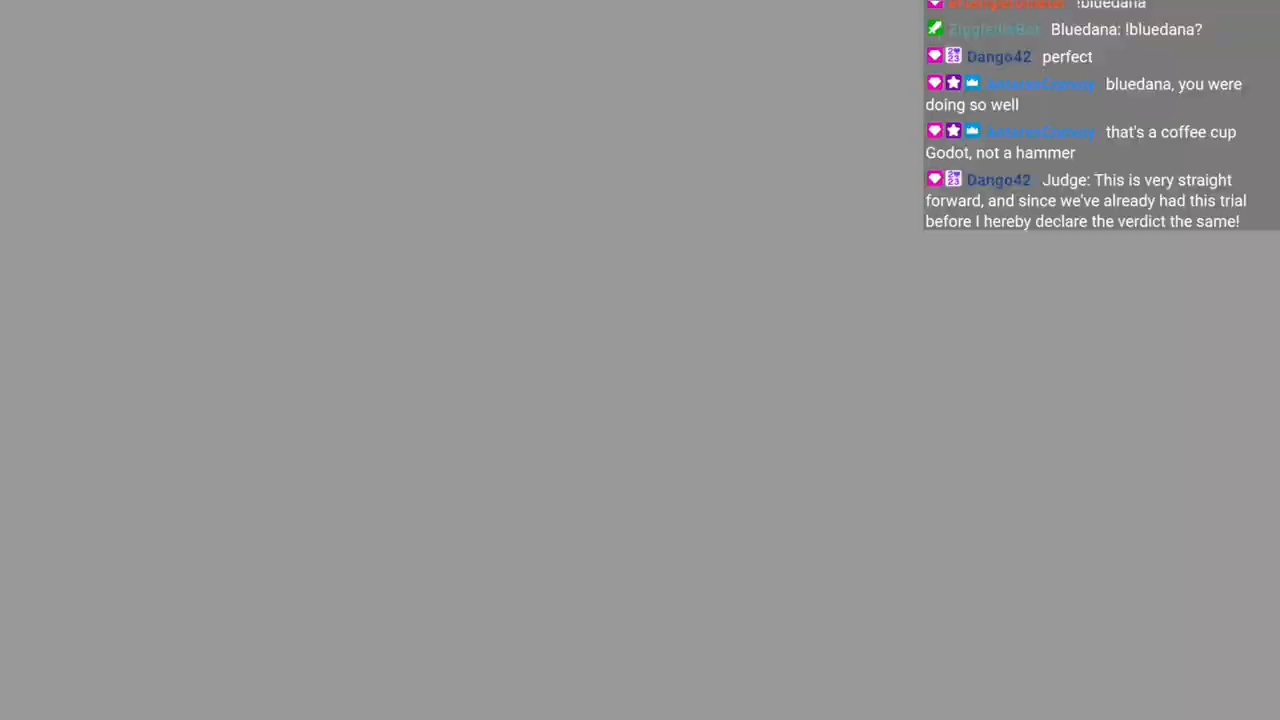 !bluedana
Bluedana: !bluedana?
Dango42 perfect
bluedana, you were
doing so well
that's a coffee cup
Godot, not a hammer
Dango42 Judge: This is very straight
forward, and since we've already had this trial
before I hereby declare the verdict the same!